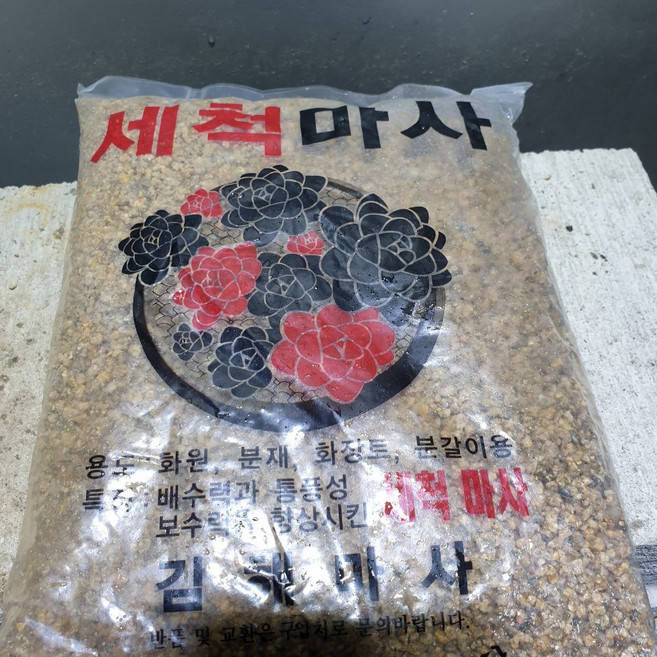 세척마사
용도: 화원, 분재, 화장토, 분갈이용
특징: 배수력과 통풍성
보수력을 향상시킨 세척 마사
김해마사
반품 및 교환은 구입처로 문의바랍니다.